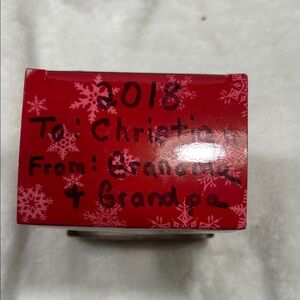 2018
To: Christian
From: Grandma
+ Grandpa